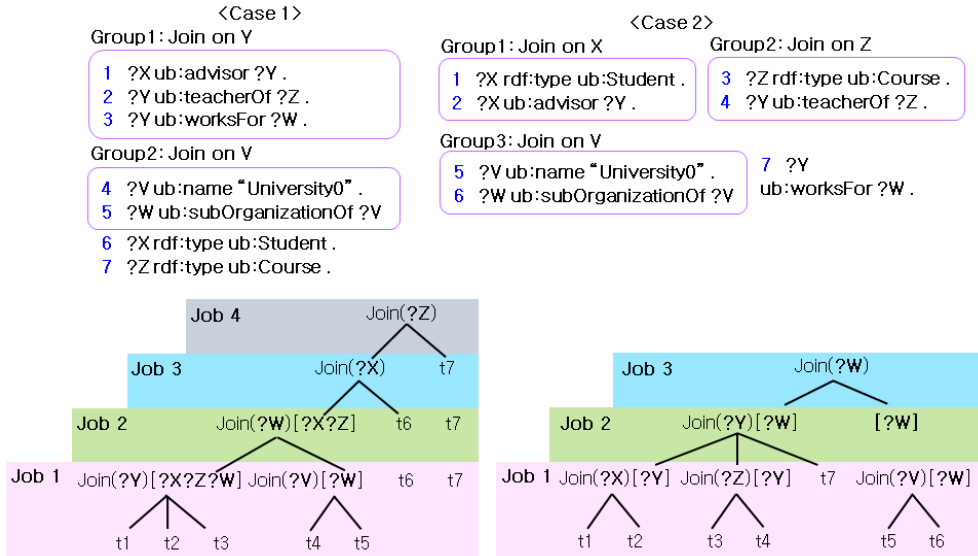 <Case 1>
Group1: Join on Y
1 ?X ub:advisor ?Y .
2 ?Y ub:teacherOf ?Z .
3 ?Y ub:worksFor ?W .
Group2: Join on V
4 ?V ub:name “University0” .
5 ?W ub:subOrganizationOf ?V
6 ?X rdf:type ub:Student .
7 ?Z rdf:type ub:Course .
<Case 2>
Group1: Join on X
1 ?X rdf:type ub:Student .
2 ?X ub:advisor ?Y .
Group2: Join on Z
3 ?Z rdf:type ub:Course .
4 ?Y ub:teacherOf ?Z .
Group3: Join on V
5 ?V ub:name “University0” .
6 ?W ub:subOrganizationOf ?V
7 ?Y
ub:worksFor ?W .
Job 4 Join(?Z)
Job 3 Join(?X) t7
Job 2 Join(?W)[?X?Z] t6 t7
Job 1 Join(?Y)[?X?Z?W] Join(?V)[?W] t6 t7
t1 t2 t3 t4 t5
Job 3 Join(?W)
Job 2 Join(?Y)[?W] [?W]
Job 1 Join(?X)[?Y] Join(?Z)[?Y] t7 Join(?V)[?W]
t1 t2 t3 t4 t5 t6